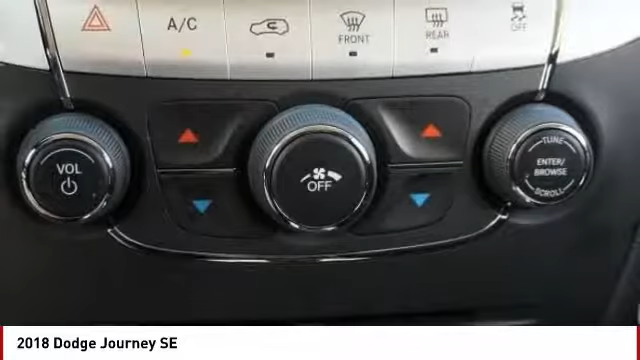 A/C
FRONT
REAR
OFF
VOL
OFF
TUNE
ENTER/
BROWSE
SCROLL
2018 Dodge Journey SE